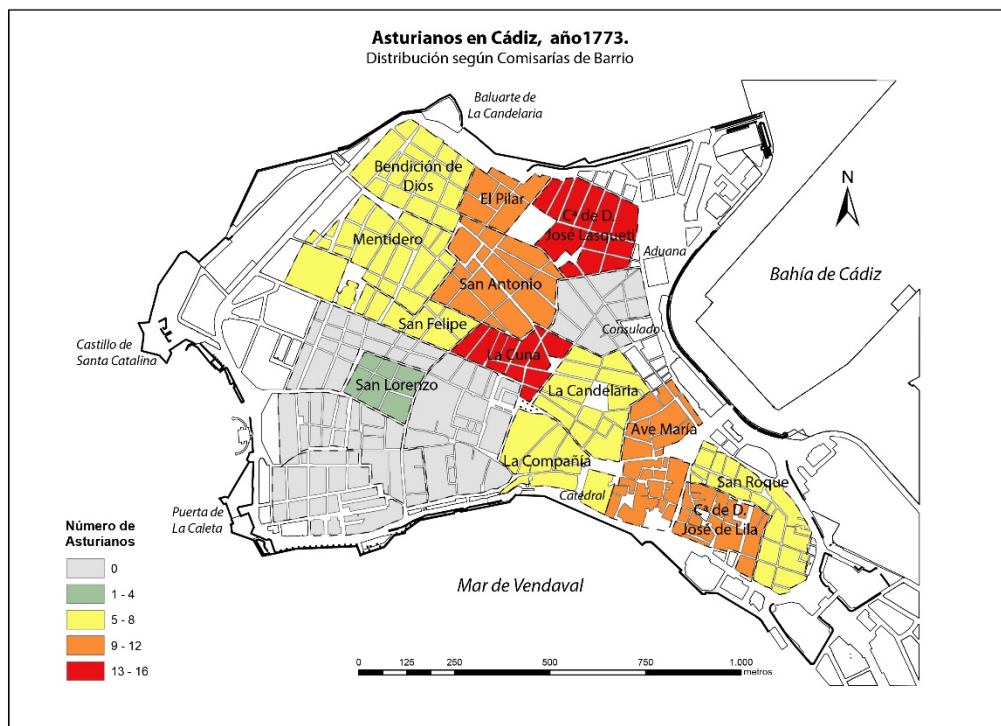 Asturianos en Cádiz, año1773.
Distribución según Comisarías de Barrio
Baluarte de
La Candelaria
Bendición de
Dios
El Pilar
Cª de D.
José Lasqueti
N
Mentidero
Aduana
Bahía de Cádiz
San Antonio
San Felipe
Consulado
Castillo de
Santa Catalina
La Cuna
San Lorenzo
La Candelaria
Ave María
La Compañía
San Roque
Catedral
Cª de D.
José de Lila
Puerta de
La Caleta
Mar de Vendaval
Número de
Asturianos
0
1 - 4
5 - 8
9 - 12
13 - 16
0 125 250 500 750 1.000
metros